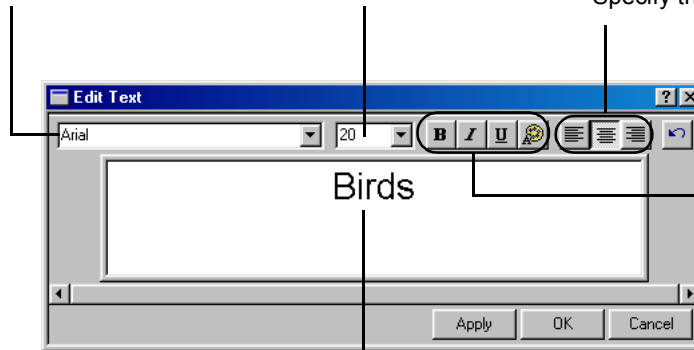 Specify th
Edit Text
Arial 20 B I U A
Birds
Apply OK Cancel